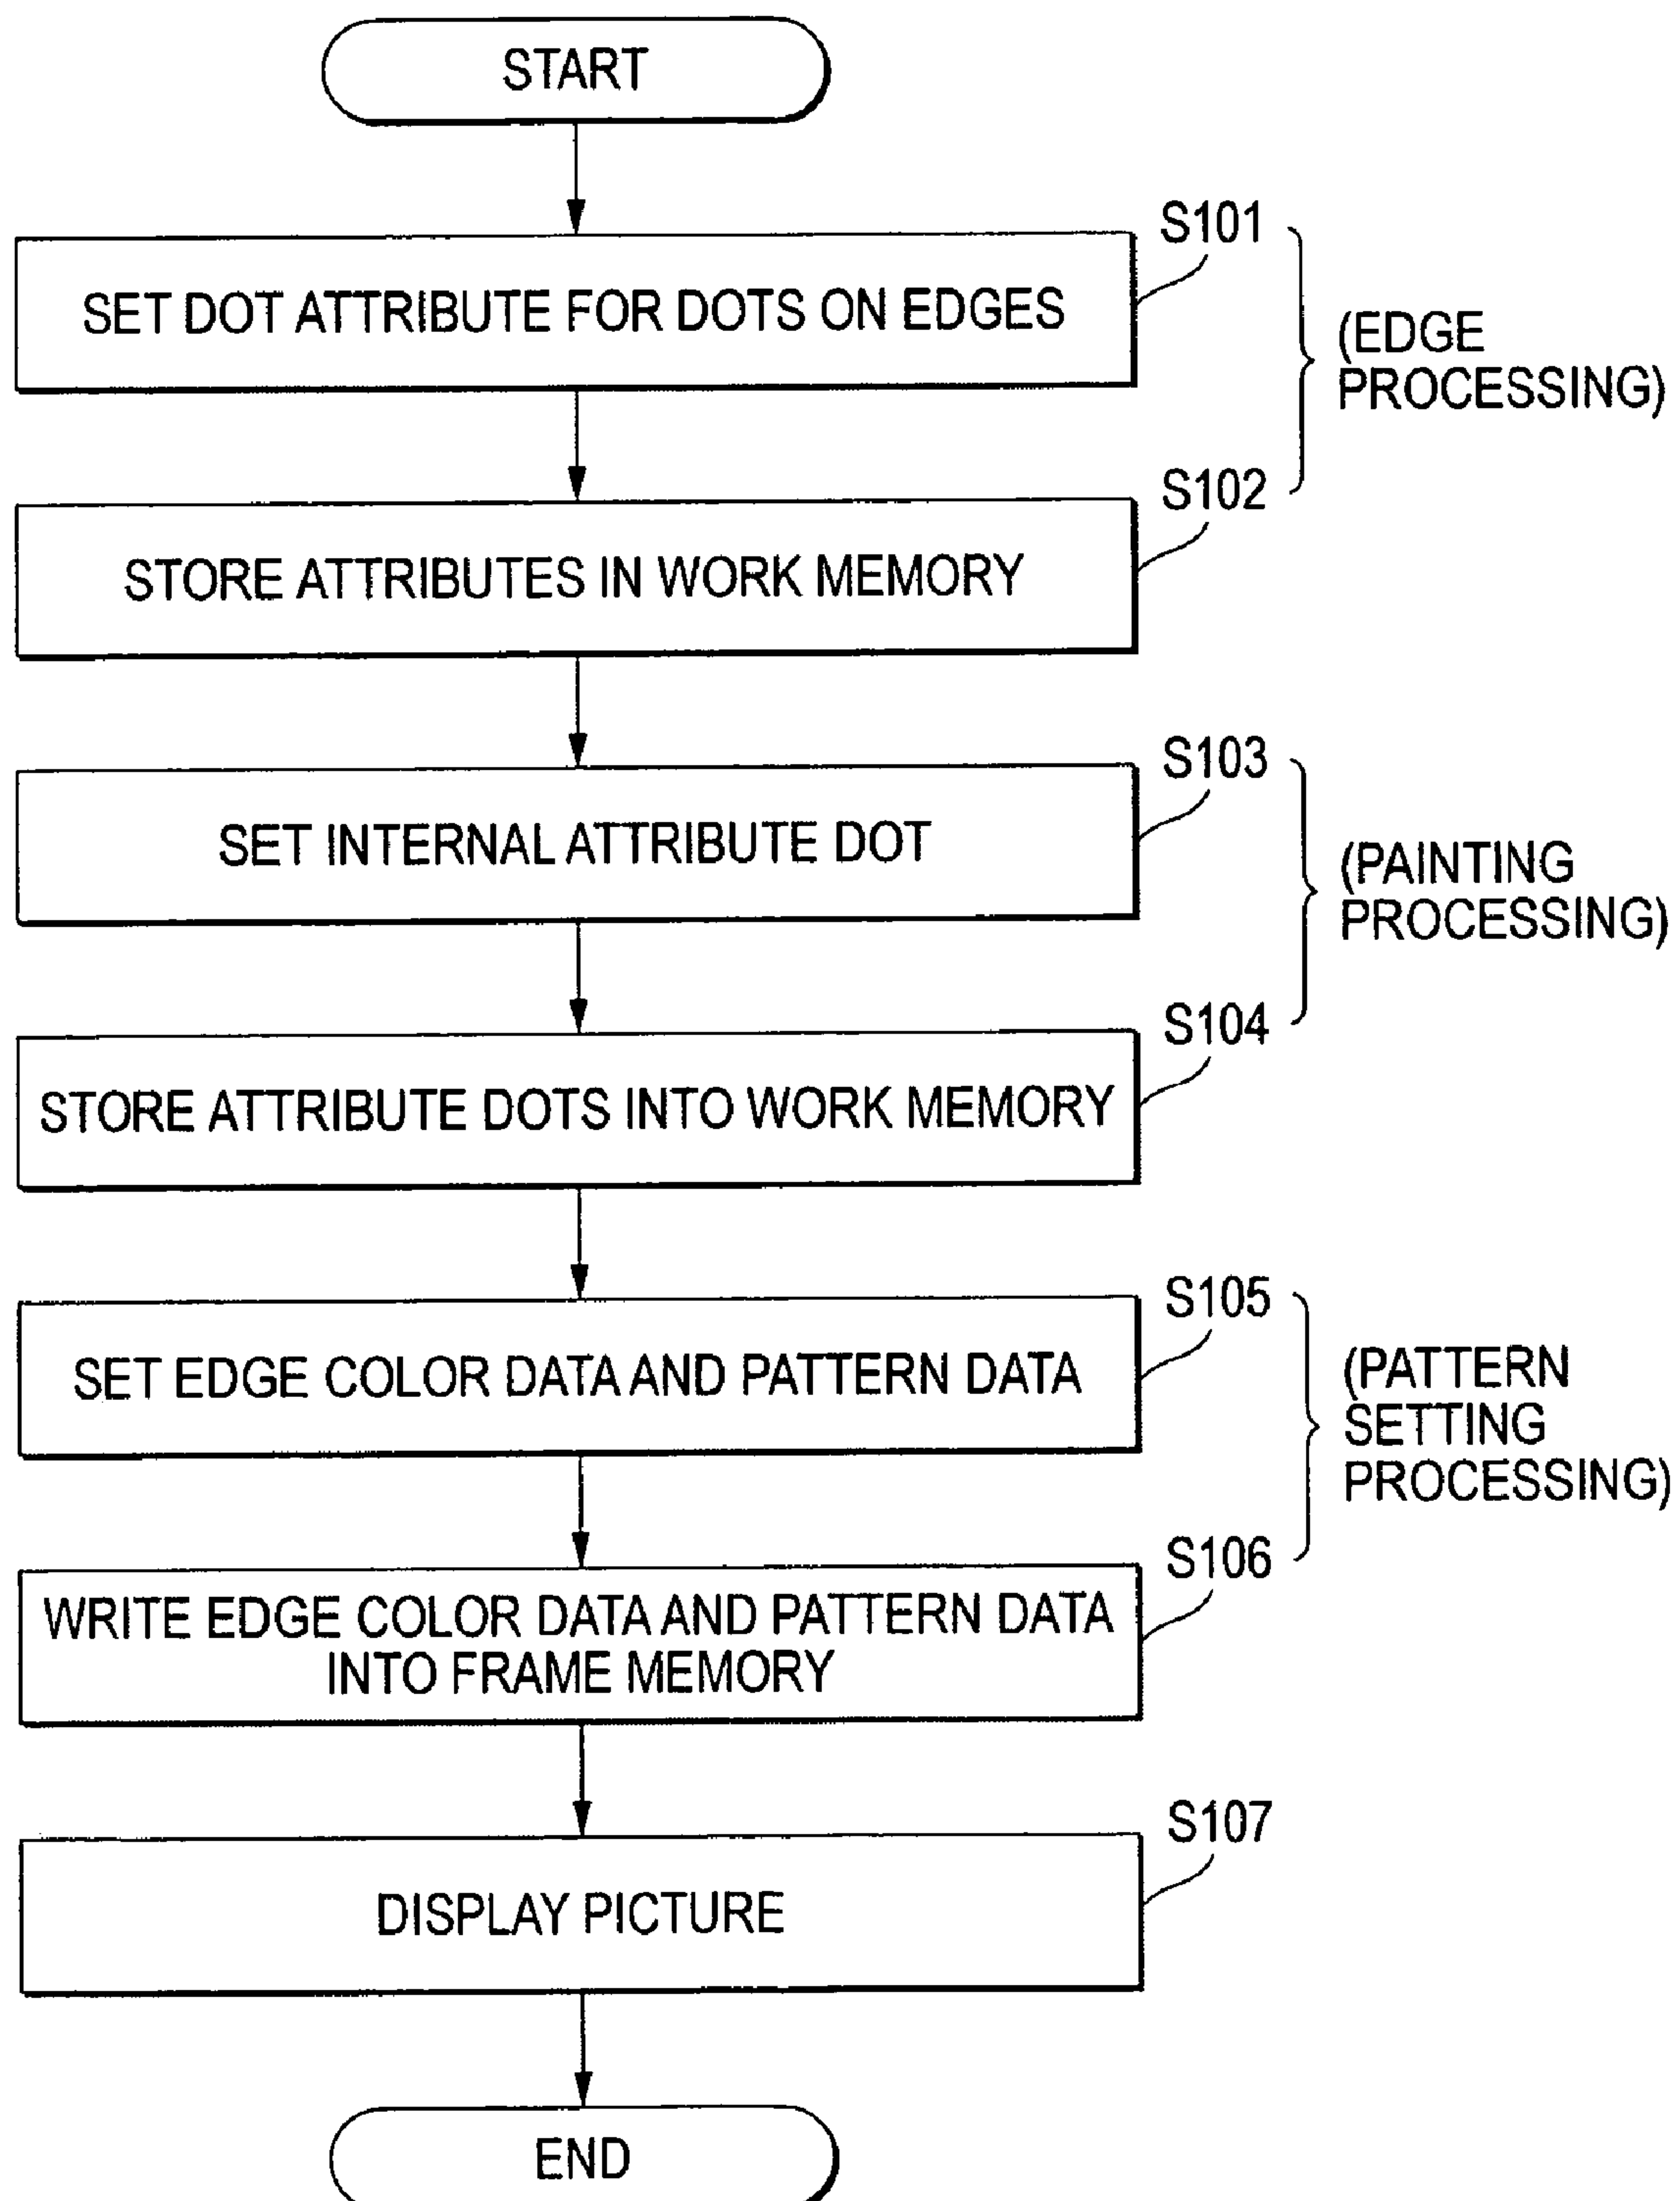 START
S101
SET DOT ATTRIBUTE FOR DOTS ON EDGES
(EDGE
PROCESSING)
S102
STORE ATTRIBUTES IN WORK MEMORY
S103
SET INTERNAL ATTRIBUTE DOT
(PAINTING
PROCESSING)
S104
STORE ATTRIBUTE DOTS INTO WORK MEMORY
S105
SET EDGE COLOR DATA AND PATTERN DATA
(PATTERN
SETTING
PROCESSING)
S106
WRITE EDGE COLOR DATA AND PATTERN DATA
INTO FRAME MEMORY
S107
DISPLAY PICTURE
END